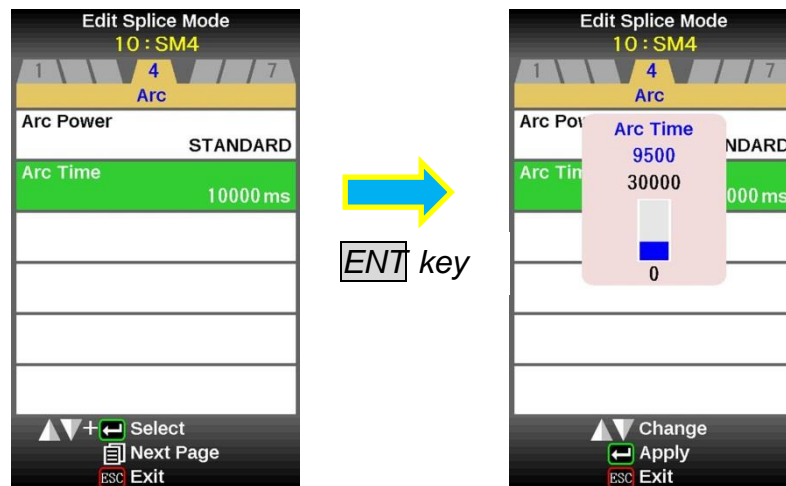 Edit Splice Mode
10 : SM4
1 4 7
Arc
Arc Power
STANDARD
Arc Time
10000 ms
+ Select
Next Page
ESC Exit
ENT key
Edit Splice Mode
10 : SM4
1 4 7
Arc
Arc Pow
NDARD
Arc Tim
000 ms
Arc Time
9500
30000
0
Change
Apply
ESC Exit